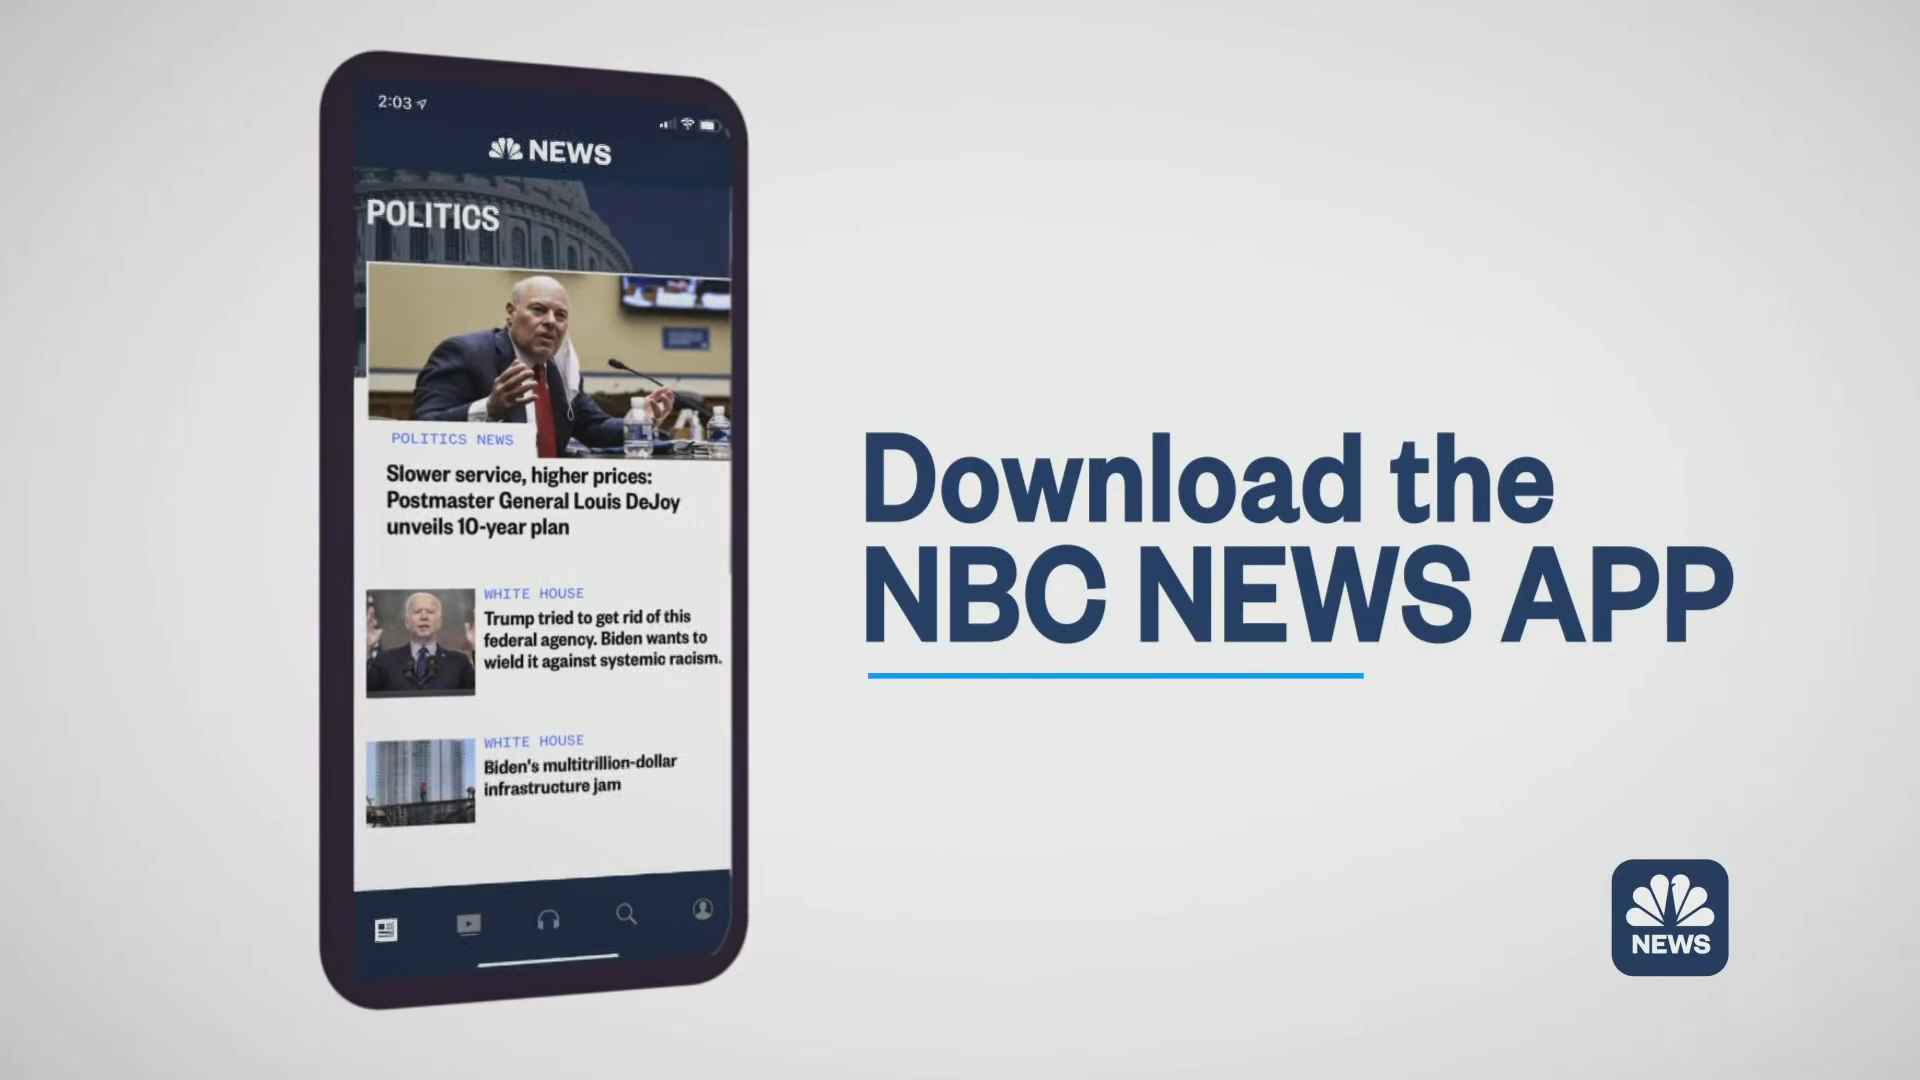 2:03
NEWS
POLITICS
POLITICS NEWS
Slower service, higher prices:
Postmaster General Louis DeJoy
unveils 10-year plan
WHITE HOUSE
Trump tried to get rid of this
federal agency. Biden wants to
wield it against systemic racism.
WHITE HOUSE
Biden's multitrillion-dollar
infrastructure jam
Download the
NBC NEWS APP
NEWS